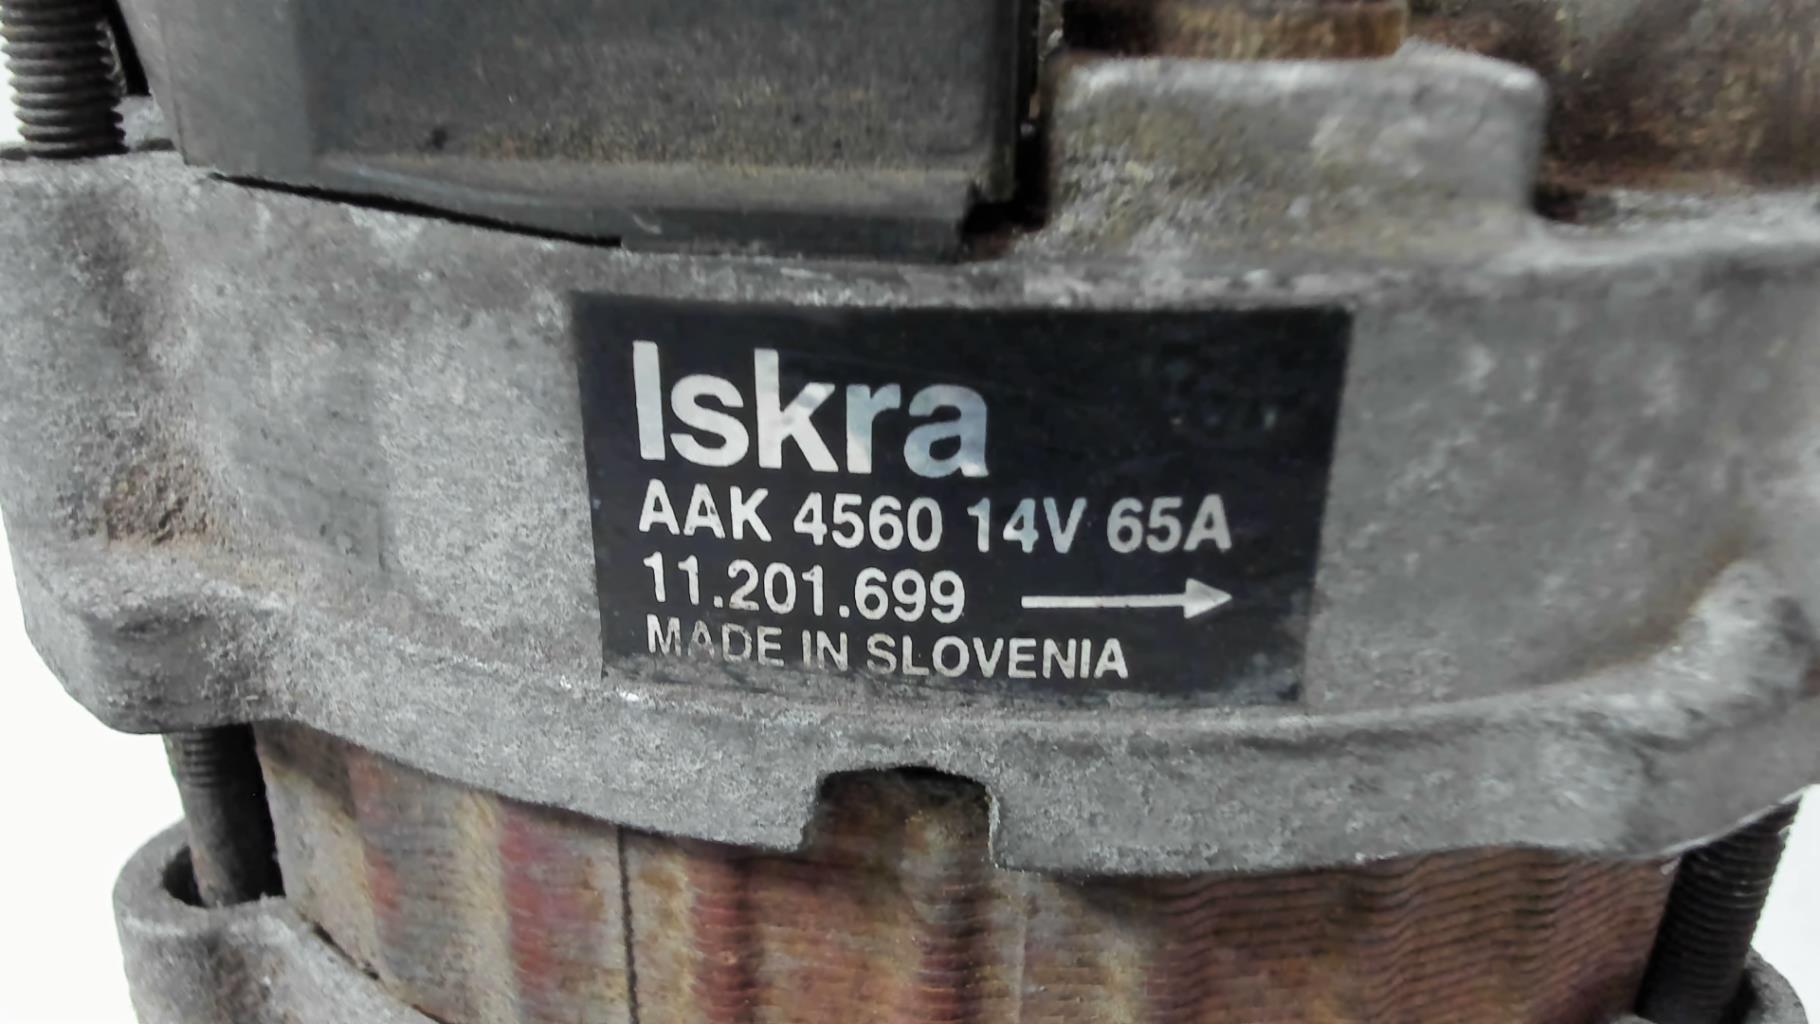 Iskra
AAK 4560 14V 65A
11.201.699
MADE IN SLOVENIA